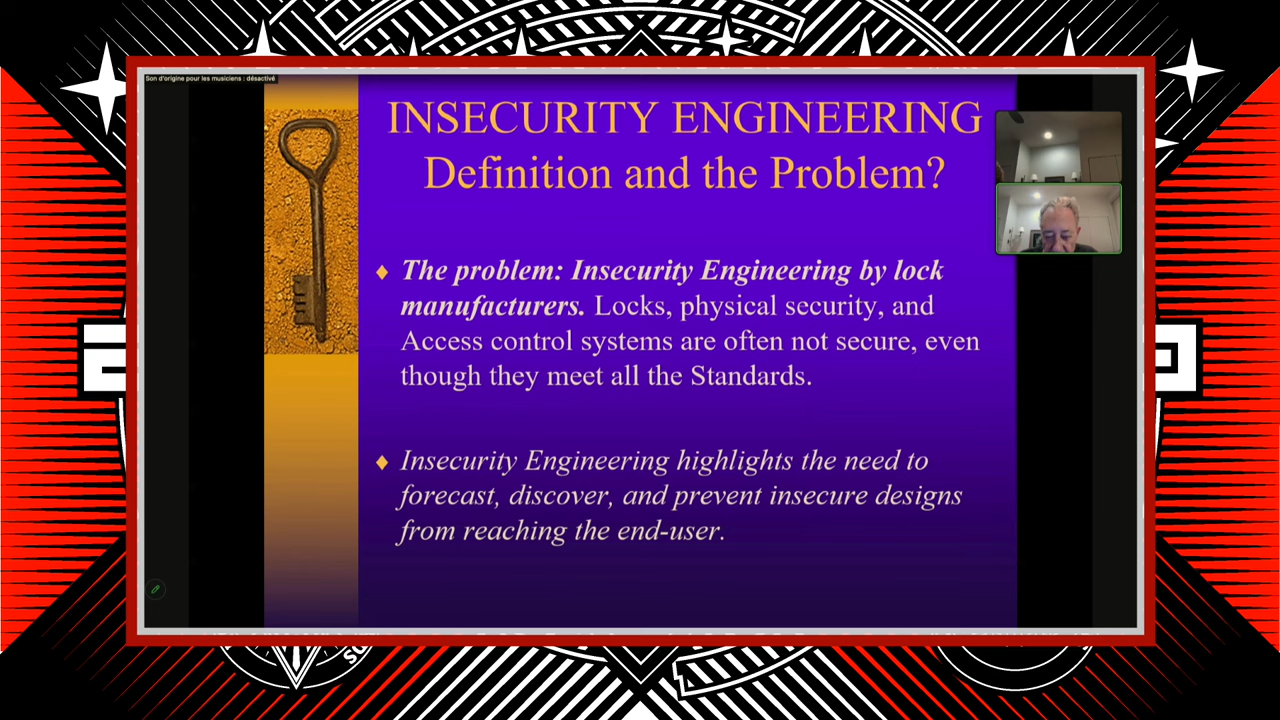 Son d'origine pour les musiciens : désactivé
INSECURITY ENGINEERING
Definition and the Problem?
The problem: Insecurity Engineering by lock
manufacturers. Locks, physical security, and
Access control systems are often not secure, even
though they meet all the Standards.
Insecurity Engineering highlights the need to
forecast, discover, and prevent insecure designs
from reaching the end-user.